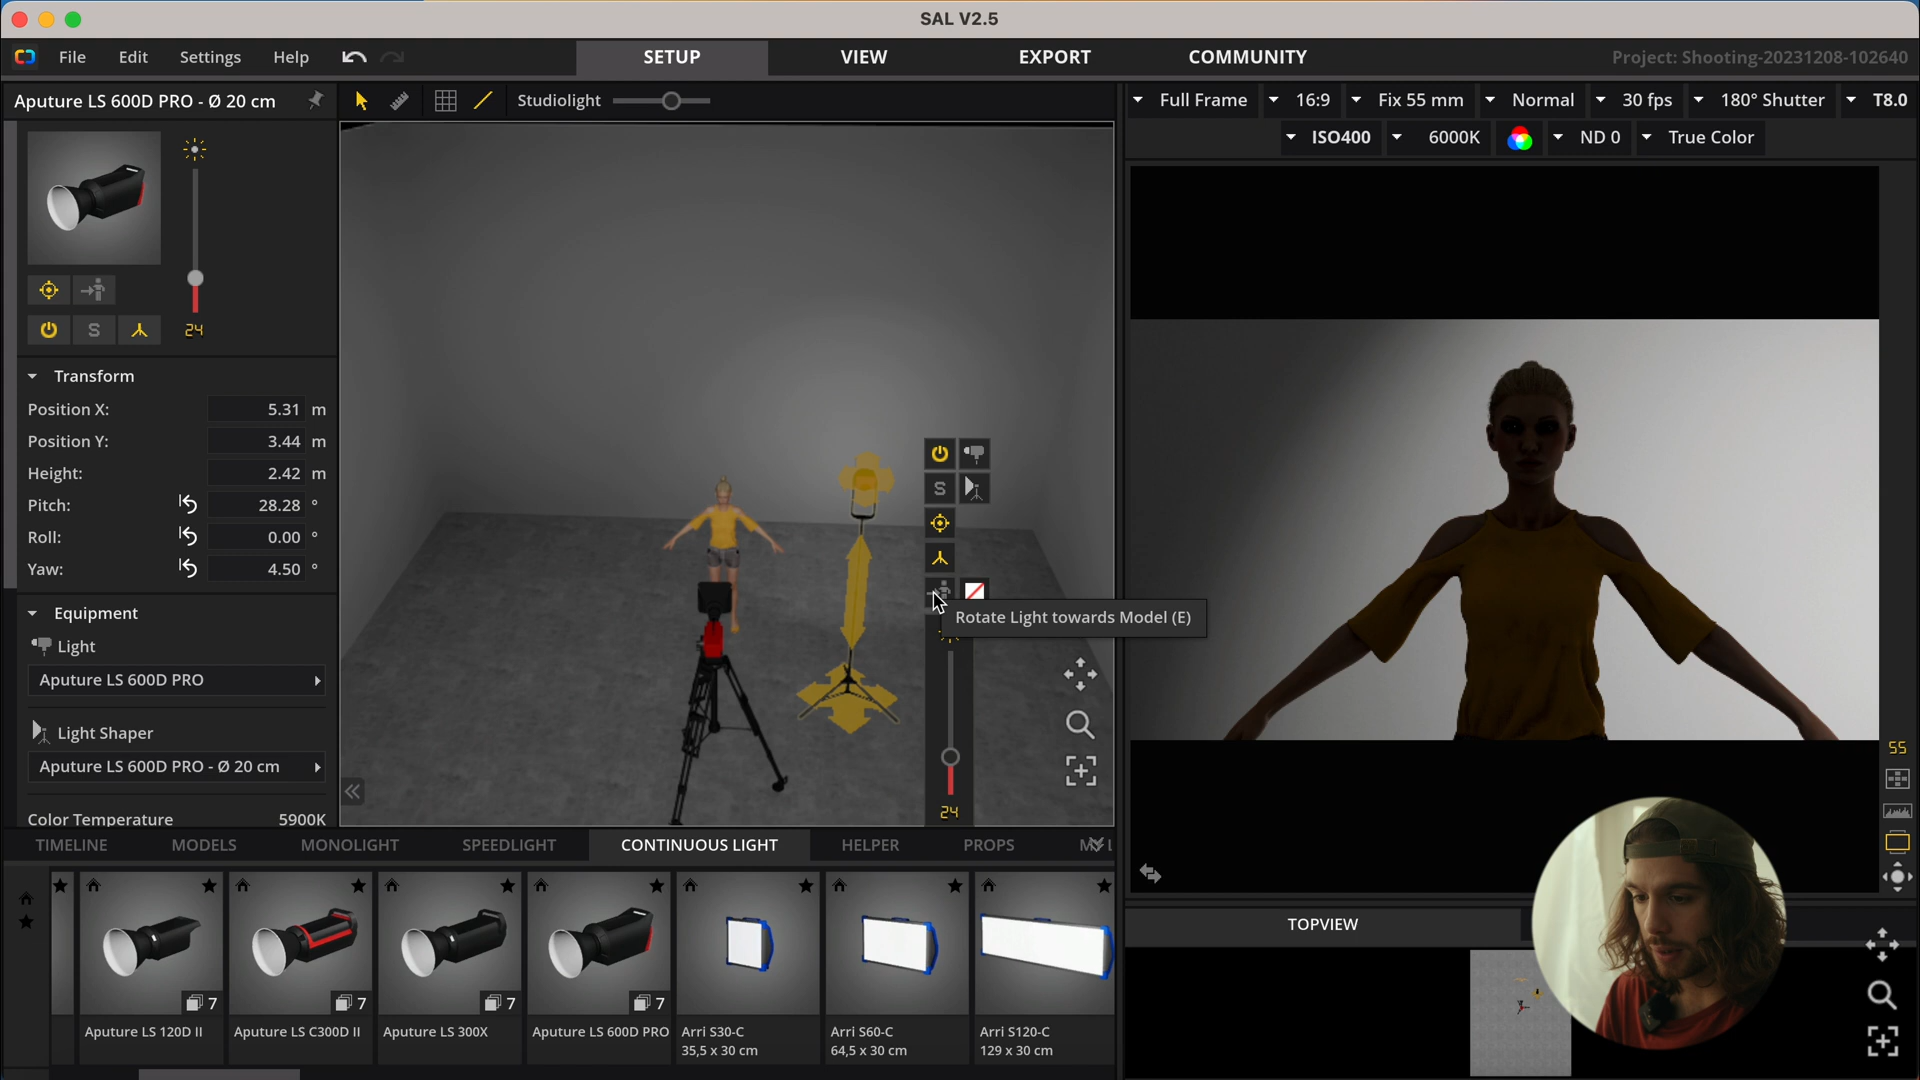 SAL V2.5
File Edit Settings Help
SETUP VIEW EXPORT COMMUNITY
Project: Shooting-20231208-102640
Aputure LS 600D PRO - Ø 20 cm
Studiolight
Full Frame 16:9 Fix 55 mm Normal 30 fps 180° Shutter T8.0
ISO400 6000K ND 0 True Color
S
24
Transform
Position X: 5.31 m
Position Y: 3.44 m
Height: 2.42 m
Pitch: 28.28 °
Roll: 0.00 °
Yaw: 4.50 °
Equipment
Light
Aputure LS 600D PRO
Light Shaper
Aputure LS 600D PRO - Ø 20 cm
Color Temperature 5900K
S
Rotate Light towards Model (E)
24
55
TIMELINE MODELS MONOLIGHT SPEEDLIGHT CONTINUOUS LIGHT HELPER PROPS
7 7 7 7
Aputure LS 120D II
Aputure LS C300D II
Aputure LS 300X
Aputure LS 600D PRO
Arri S30-C
35,5 x 30 cm
Arri S60-C
64,5 x 30 cm
Arri S120-C
129 x 30 cm
TOPVIEW